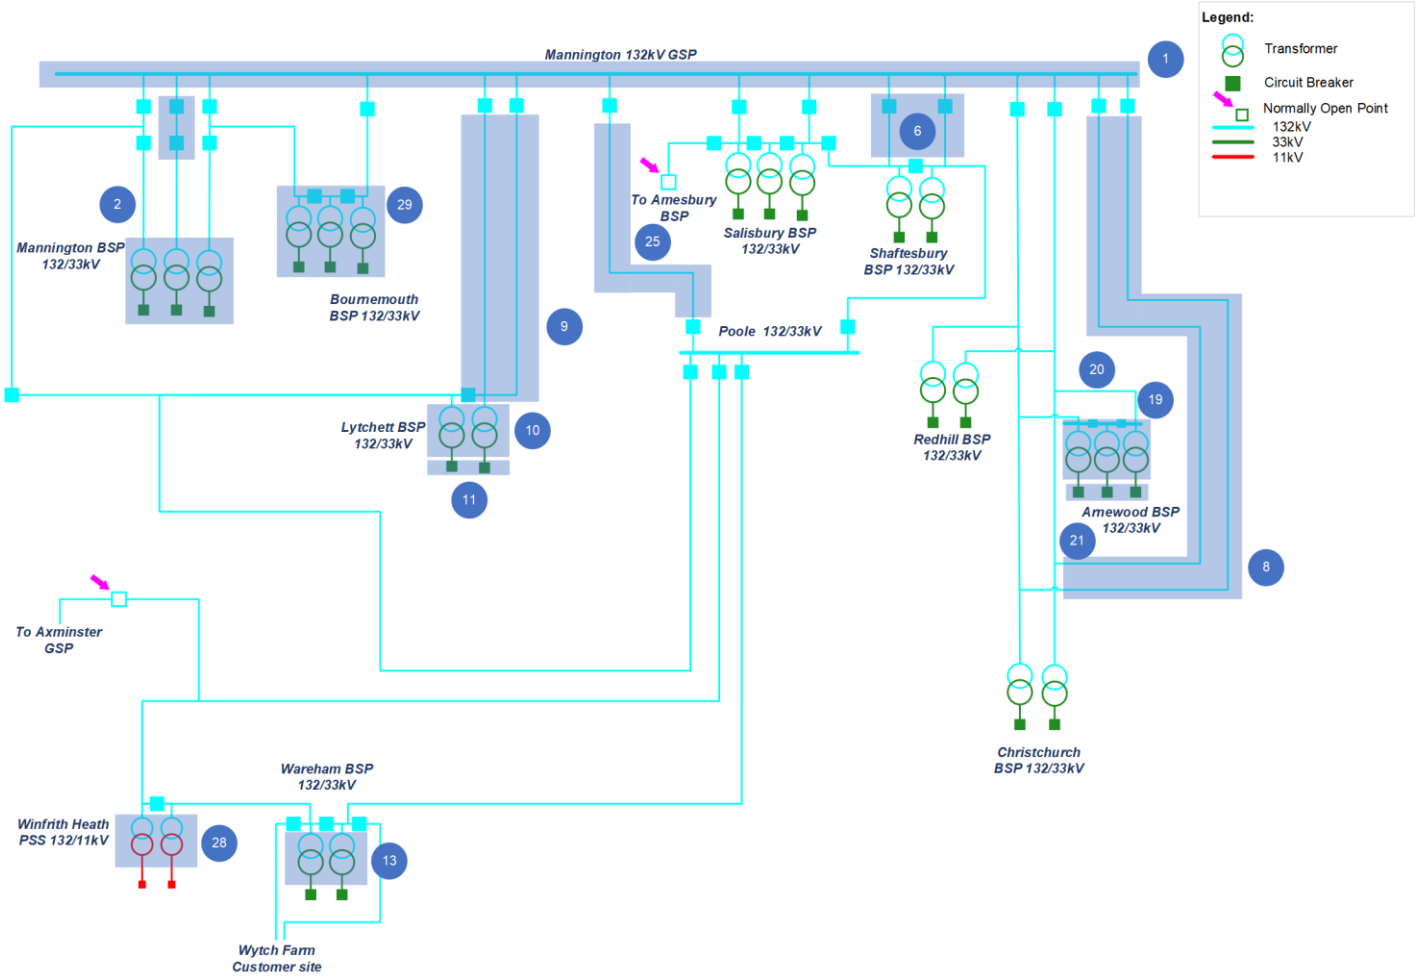 Legend:
Transformer
Circuit Breaker
Normally Open Point
132kV
33kV
11kV
Mannington 132kV GSP
1
2
Mannington BSP
132/33kV
29
Bournemouth
BSP 132/33kV
9
25
To Amesbury
BSP
Salisbury BSP
132/33kV
6
Shaftesbury
BSP 132/33kV
Poole 132/33kV
Lytchett BSP
132/33kV
10
11
Redhill BSP
132/33kV
20
19
Arnewood BSP
132/33kV
21
8
To Axminster
GSP
Christchurch
BSP 132/33kV
Wareham BSP
132/33kV
Winfrith Heath
PSS 132/11kV
28
13
Wytch Farm
Customer site